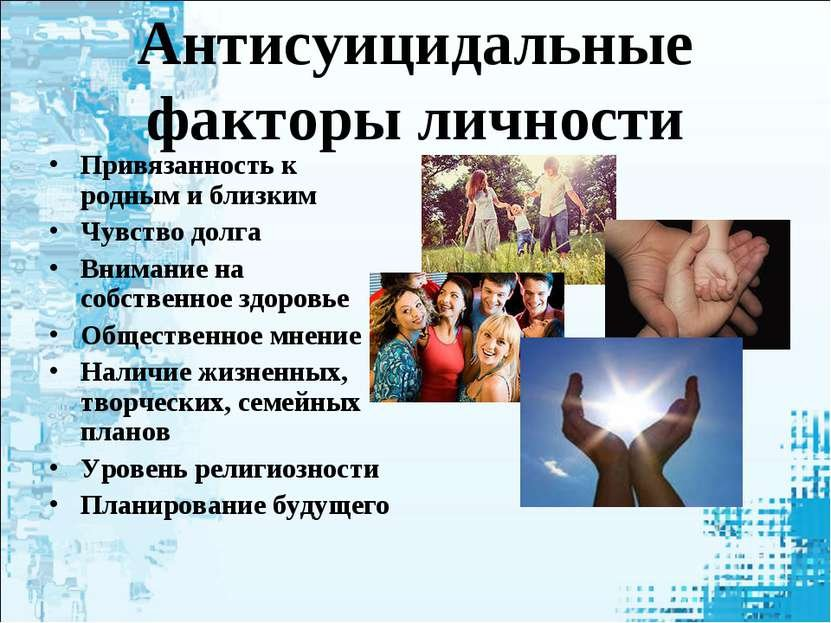 Антисуицидальные
факторы личности
• Привязанность к
родным и близким
• Чувство долга
• Внимание на
собственное здоровье
• Общественное мнение
• Наличие жизненных,
творческих, семейных
планов
• Уровень религиозности
• Планирование будущего